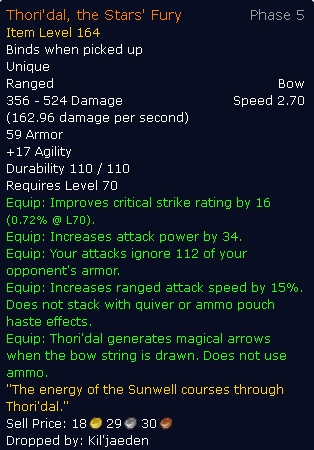 Thori'dal, the Stars' Fury Phase 5
Item Level 164
Binds when picked up
Unique
Ranged Bow
356 - 524 Damage Speed 2.70
(162.96 damage per second)
59 Armor
+17 Agility
Durability 110 / 110
Requires Level 70
Equip: Improves critical strike rating by 16
(0.72% @ L70).
Equip: Increases attack power by 34.
Equip: Your attacks ignore 112 of your
opponent's armor.
Equip: Increases ranged attack speed by 15%.
Does not stack with quiver or ammo pouch
haste effects.
Equip: Thori'dal generates magical arrows
when the bow string is drawn. Does not use
ammo.
"The energy of the Sunwell courses through
Thori'dal."
Sell Price: 18 29 30
Dropped by: Kil'jaeden